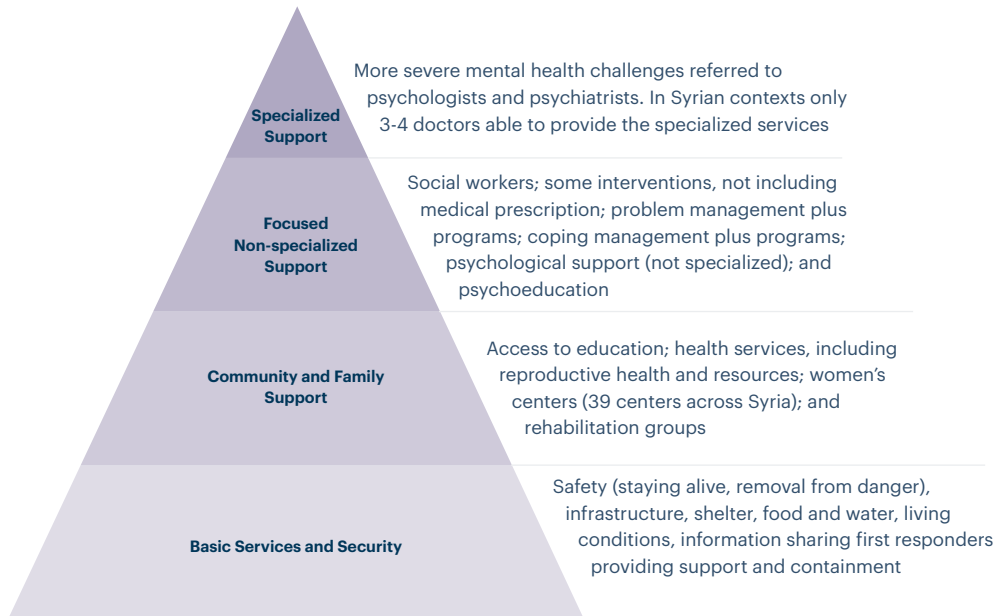 Specialized
Support
More severe mental health challenges referred to
psychologists and psychiatrists. In Syrian contexts only
3-4 doctors able to provide the specialized services
Focused
Non-specialized
Support
Social workers; some interventions, not including
medical prescription; problem management plus
programs; coping management plus programs;
psychological support (not specialized); and
psychoeducation
Community and Family
Support
Access to education; health services, including
reproductive health and resources; women’s
centers (39 centers across Syria); and
rehabilitation groups
Basic Services and Security
Safety (staying alive, removal from danger),
infrastructure, shelter, food and water, living
conditions, information sharing first responders
providing support and containment